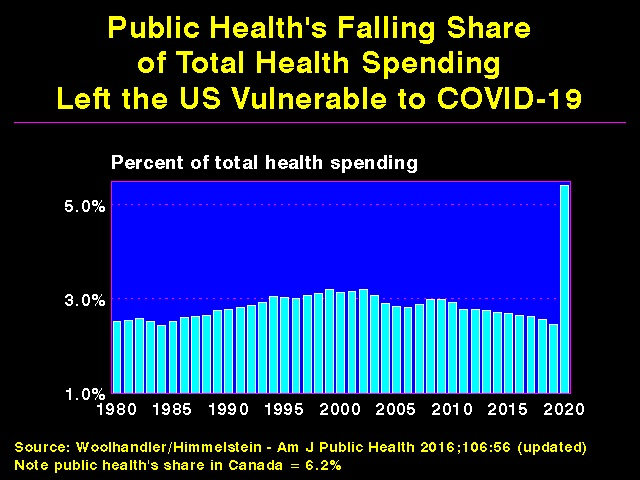 Public Health's Falling Share
of Total Health Spending
Left the US Vulnerable to COVID-19
Percent of total health spending
5.0%
3.0%
1.0%
1980 1985 1990 1995 2000 2005 2010 2015 2020
Source: Woolhandler/Himmelstein - Am J Public Health 2016;106:56 (updated)
Note public health's share in Canada = 6.2%